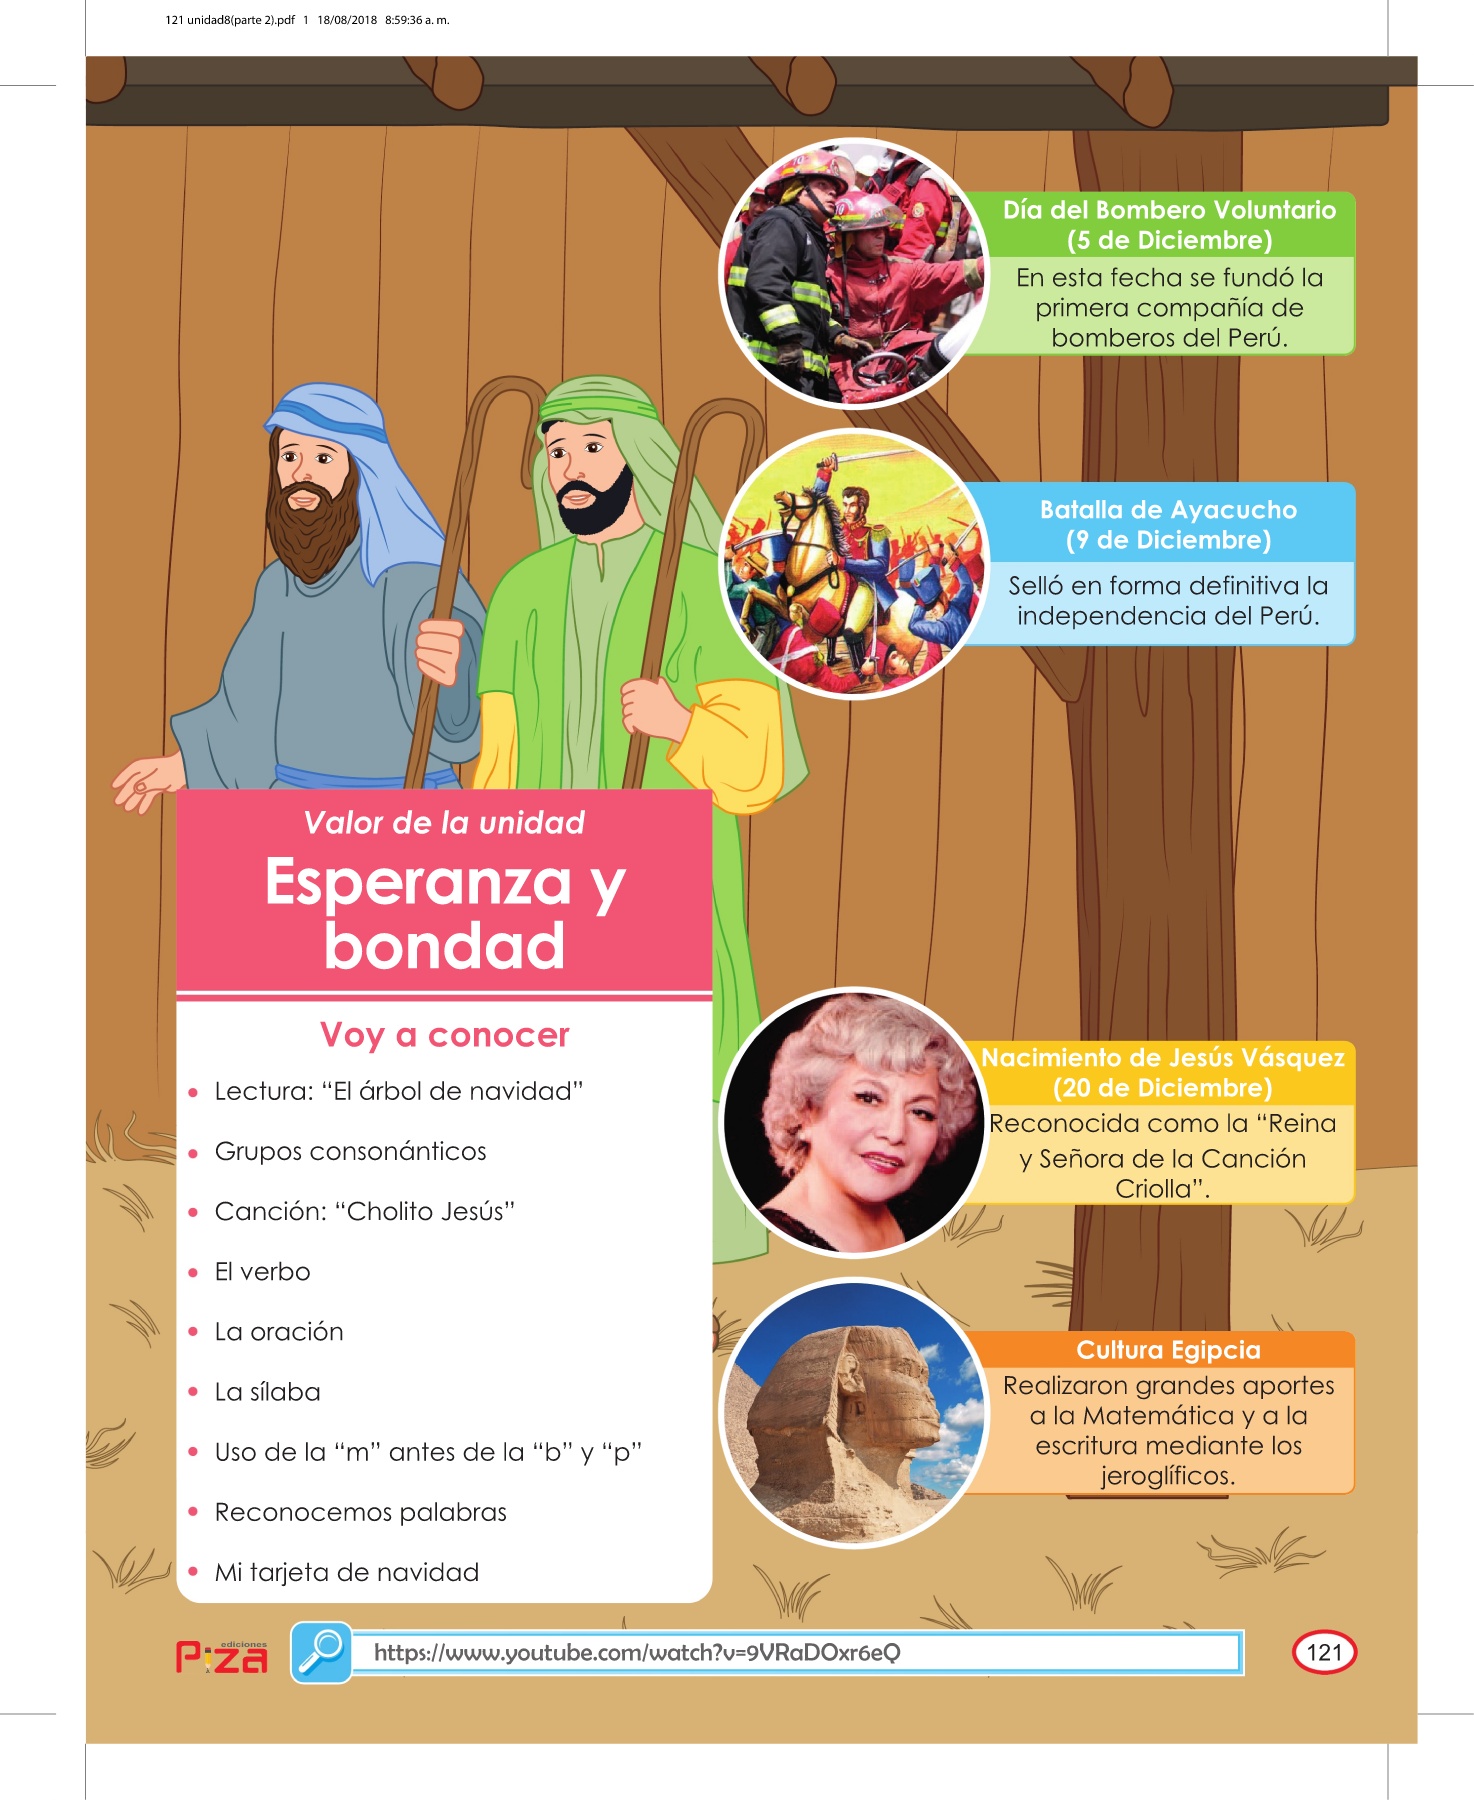 121 unidad8(parte 2).pdf 1 18/08/2018 8:59:36 a. m.
Día del Bombero Voluntario
(5 de Diciembre)
En esta fecha se fundó la
primera compañía de
bomberos del Perú.
Batalla de Ayacucho
(9 de Diciembre)
Selló en forma definitiva la
independencia del Perú.
Valor de la unidad
Esperanza y
bondad
Voy a conocer
• Lectura: “El árbol de navidad”
• Grupos consonánticos
• Canción: “Cholito Jesús”
• El verbo
• La oración
• La sílaba
• Uso de la “m” antes de la “b” y “p”
• Reconocemos palabras
• Mi tarjeta de navidad
Nacimiento de Jesús Vásquez
(20 de Diciembre)
Reconocida como la “Reina
y Señora de la Canción
Criolla”.
Cultura Egipcia
Realizaron grandes aportes
a la Matemática y a la
escritura mediante los
jeroglíficos.
ediciones
Piza
https://www.youtube.com/watch?v=9VRaDOxr6eQ
121